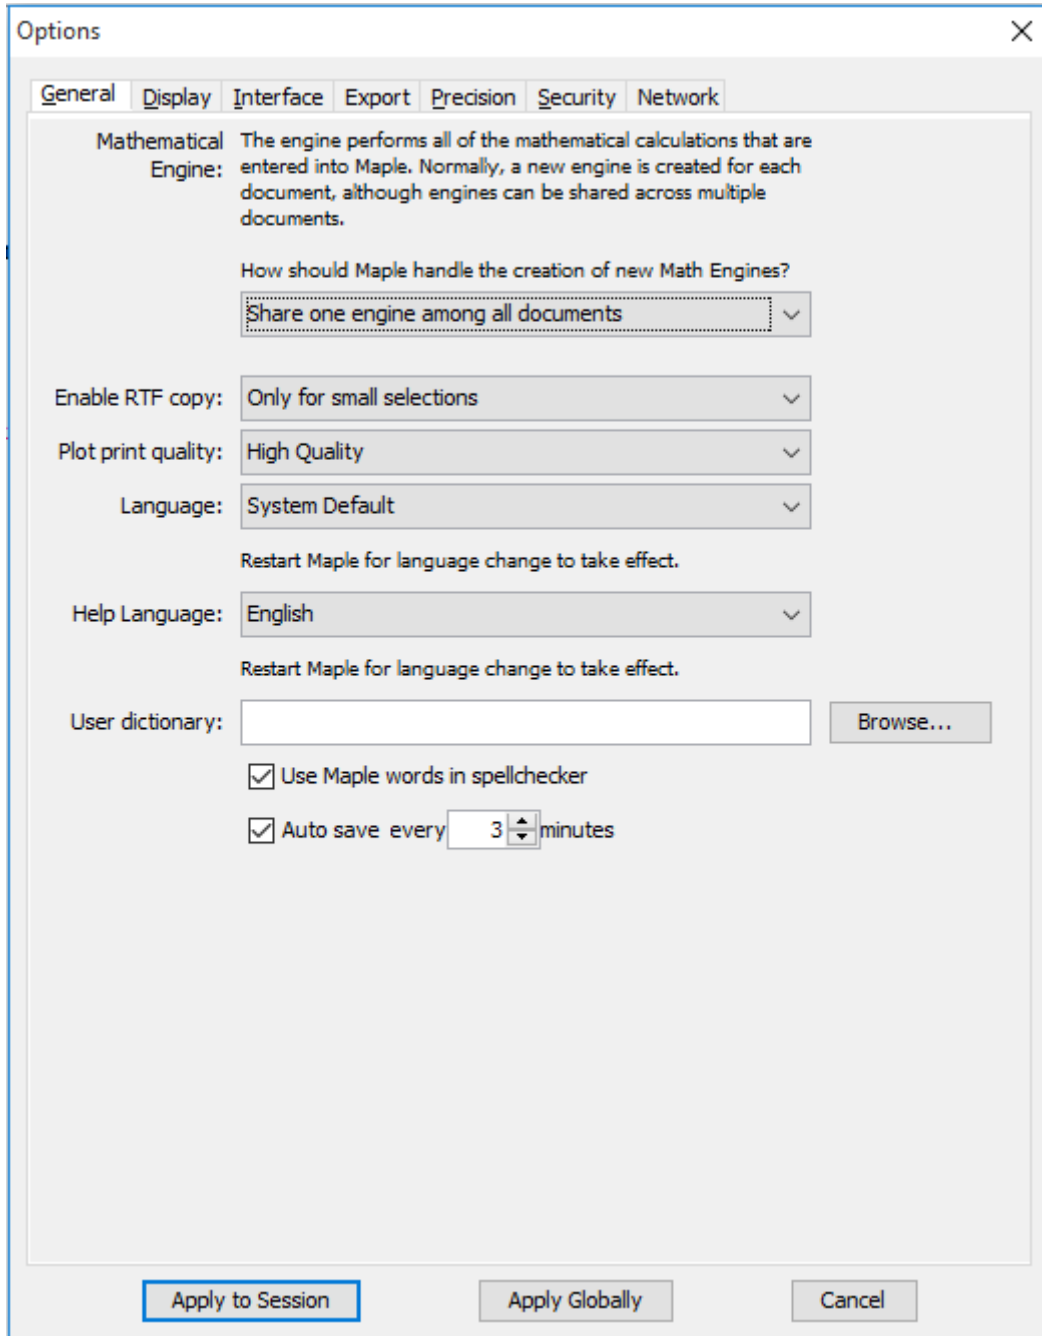 Options
General Display Interface Export Precision Security Network
Mathematical Engine:
The engine performs all of the mathematical calculations that are
entered into Maple. Normally, a new engine is created for each
document, although engines can be shared across multiple
documents.
How should Maple handle the creation of new Math Engines?
Share one engine among all documents
Enable RTF copy: Only for small selections
Plot print quality: High Quality
Language: System Default
Restart Maple for language change to take effect.
Help Language: English
Restart Maple for language change to take effect.
User dictionary: Browse...
Use Maple words in spellchecker
Auto save every 3 minutes
Apply to Session Apply Globally Cancel